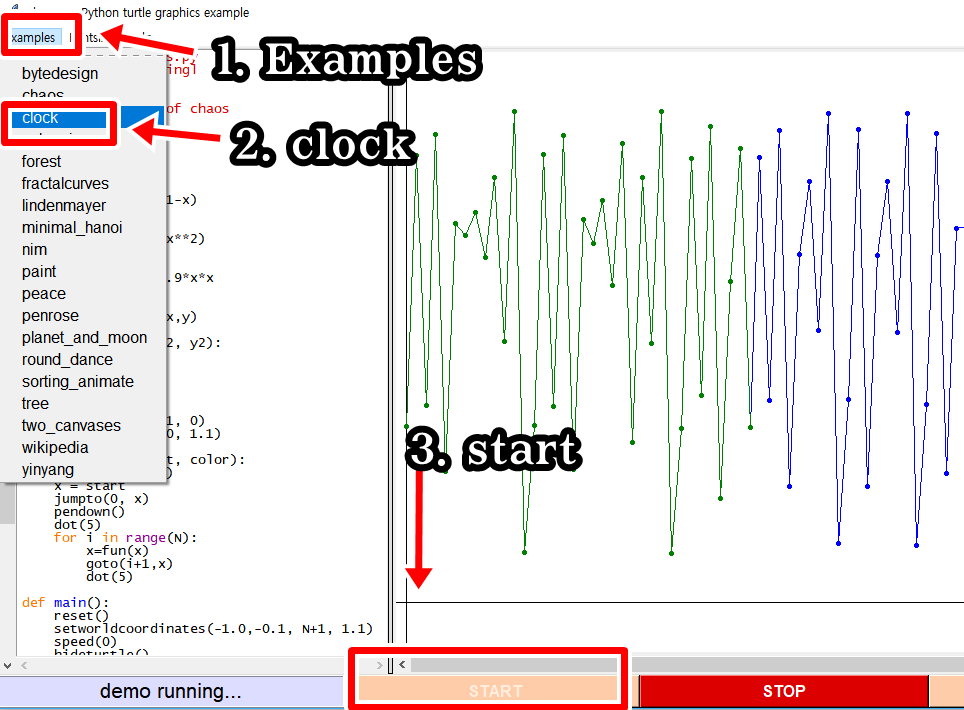 Python turtle graphics example
xamples
1. Examples
bytedesign
chaos
of chaos
clock
2. clock
forest
fractalcurves
1-x)
lindenmayer
minimal_hanoi
x**2)
nim
paint
.9*x*x
peace
penrose
x,y)
planet_and_moon
2, y2):
round_dance
sorting_animate
tree
two_canvases
1, 0)
0, 1.1)
wikipedia
t, color):
yinyang
3. start
x = start
jumpto(0, x)
pendown()
dot(5)
for i in range(N):
x=fun(x)
goto(i+1,x)
dot(5)
def main():
reset()
setworldcoordinates(-1.0,-0.1, N+1, 1.1)
speed(0)
hideturtle()
demo running...
START
STOP